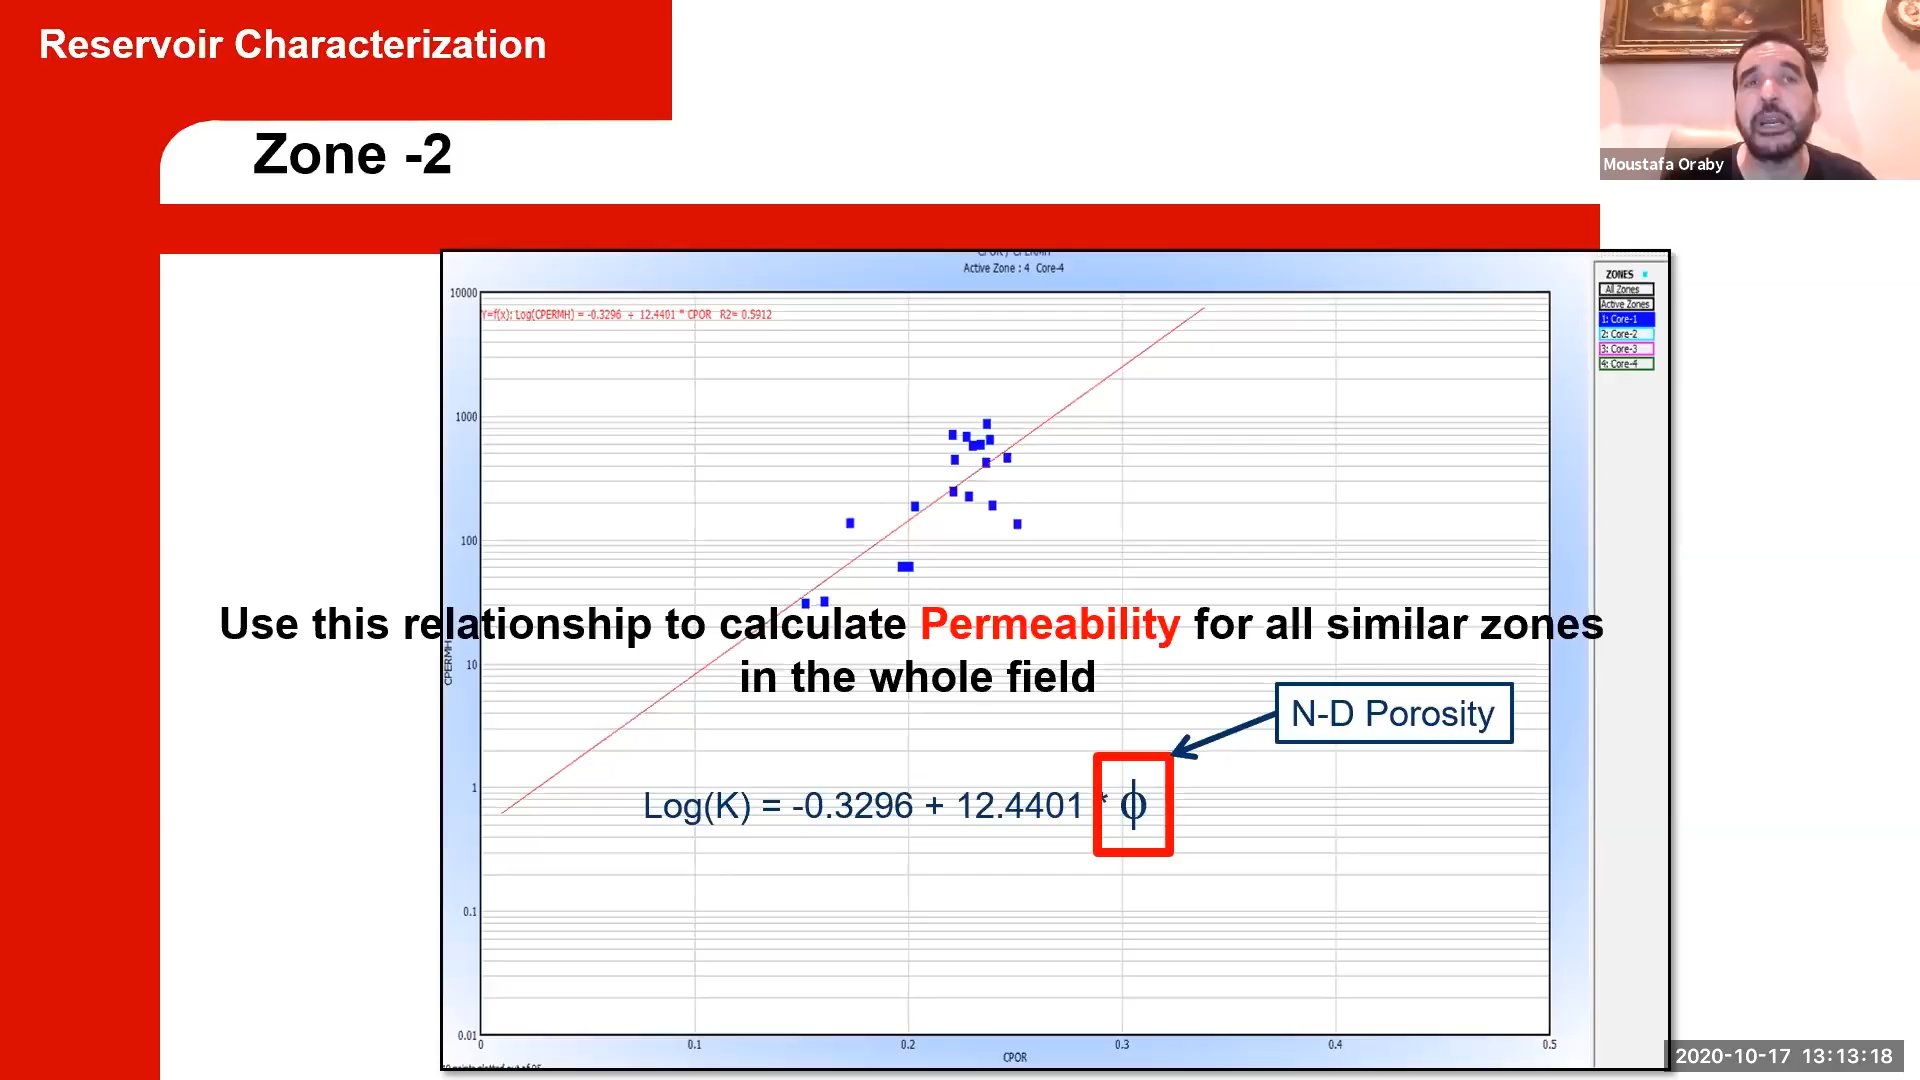 Reservoir Characterization
Zone -2
Moustafa Oraby
CPOR / CPERMH
Active Zone : 4 Core-4
Y=f(x): Log(CPERMH) = -0.3296 + 12.4401 * CPOR R2= 0.5912
10000
1000
100
10
1
0.1
0.01
CPERMH
0 0.1 0.2 0.3 0.4 0.5
CPOR
ZONES
All Zones
Active Zones
1: Core-1
2: Core-2
3: Core-3
4: Core-4
Use this relationship to calculate Permeability for all similar zones
in the whole field
N-D Porosity
Log(K) = -0.3296 + 12.4401 * ϕ
2020-10-17 13:13:18